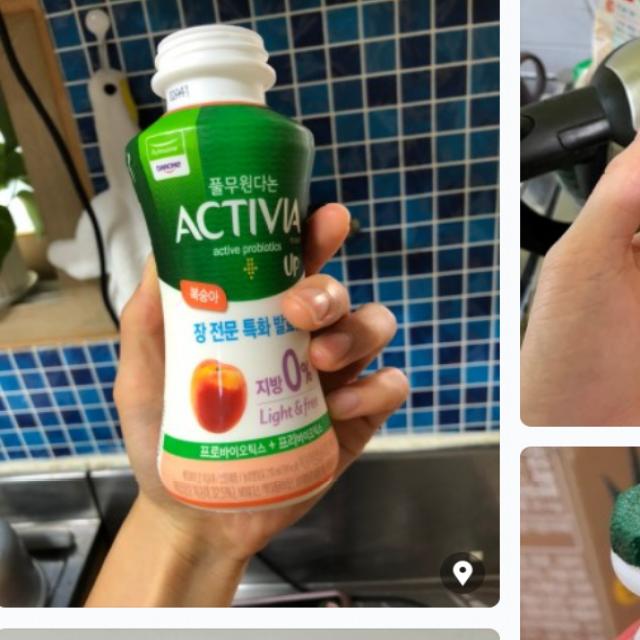 DANONE
풀무원다논
ACTIVIA
active probiotics
UP
복숭아
장 전문 특화 발
지방 0%
Light & free
프로바이오틱스 + 프리바이오틱스